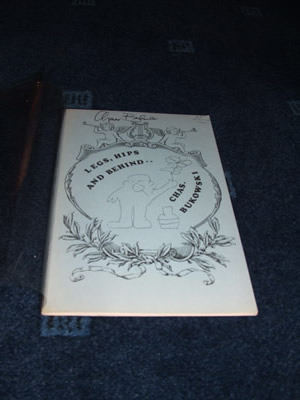 LEGS, HIPS
AND BEHIND..
CHAS.
BUKOWSKI